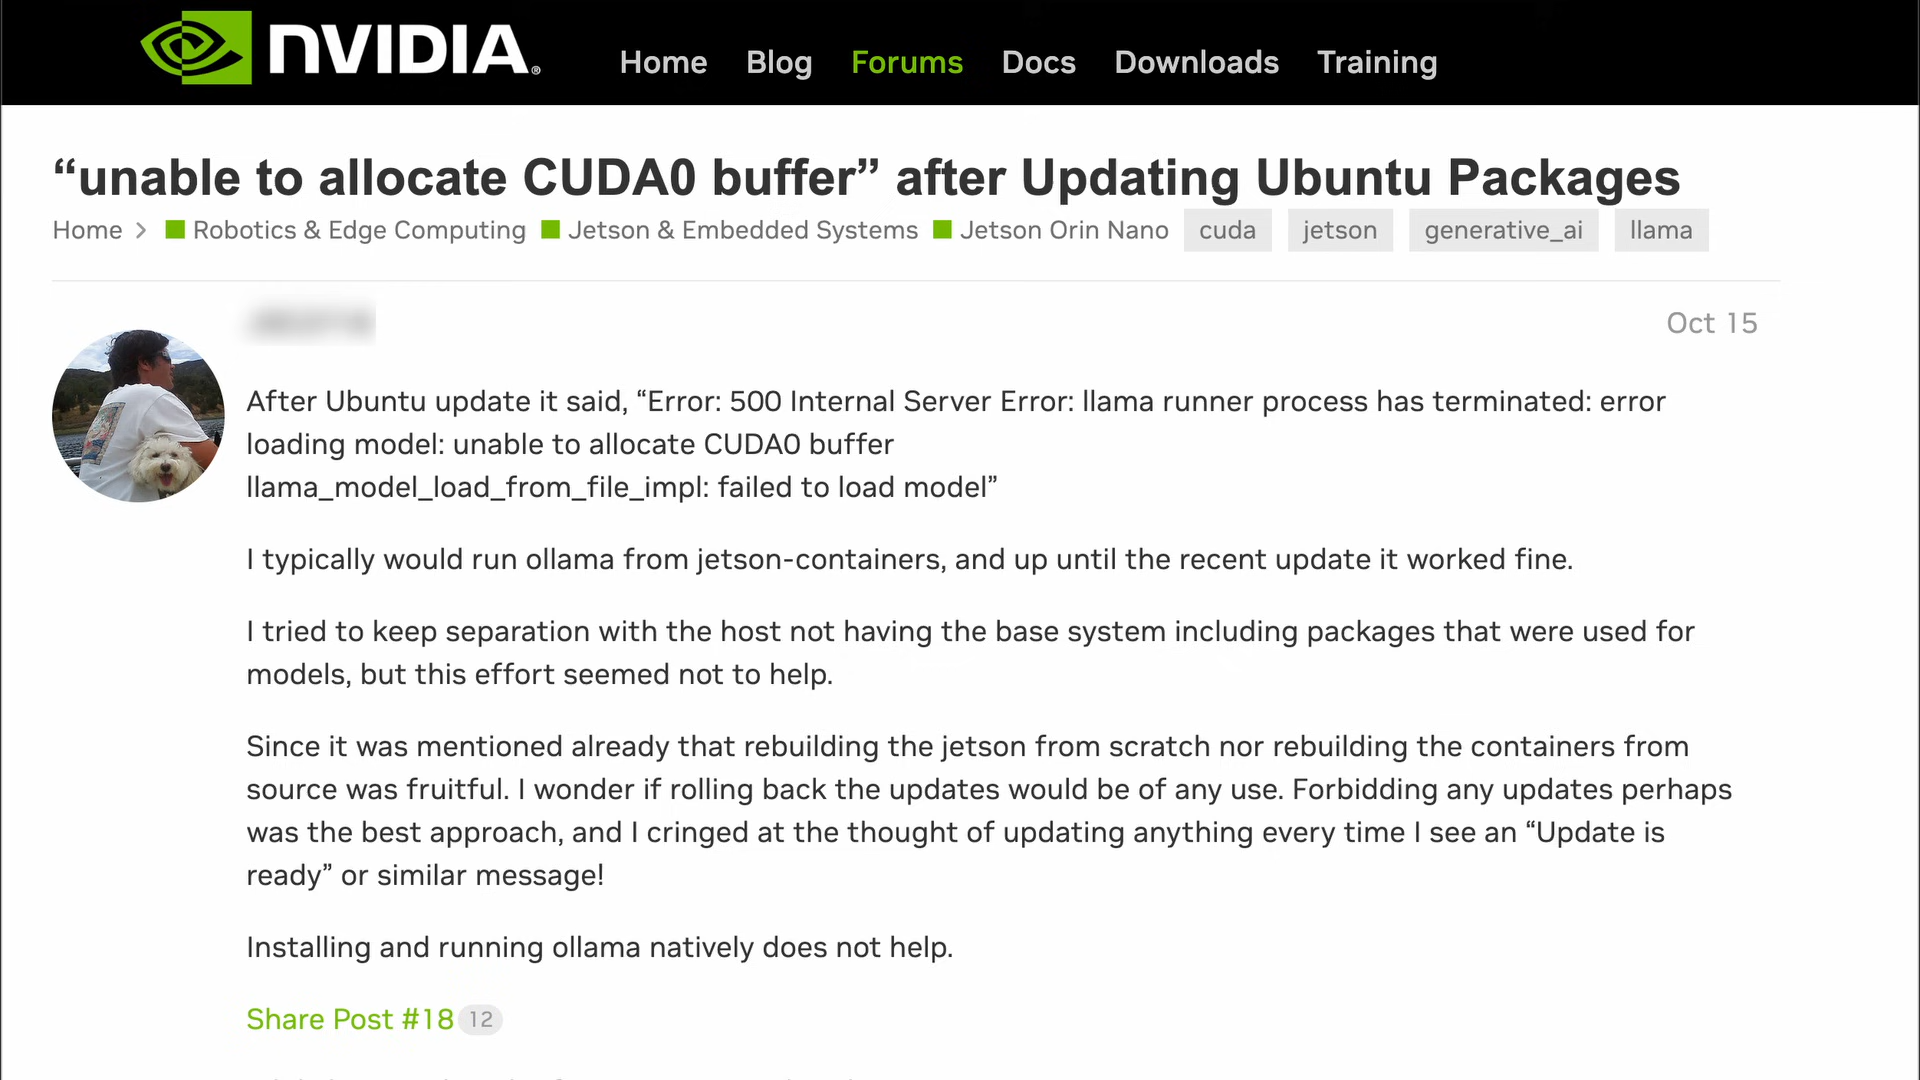 NVIDIA®
Home Blog Forums Docs Downloads Training
“unable to allocate CUDA0 buffer” after Updating Ubuntu Packages
Home > Robotics & Edge Computing Jetson & Embedded Systems Jetson Orin Nano cuda jetson generative_ai llama
Oct 15
After Ubuntu update it said, “Error: 500 Internal Server Error: llama runner process has terminated: error
loading model: unable to allocate CUDA0 buffer
llama_model_load_from_file_impl: failed to load model”
I typically would run ollama from jetson-containers, and up until the recent update it worked fine.
I tried to keep separation with the host not having the base system including packages that were used for
models, but this effort seemed not to help.
Since it was mentioned already that rebuilding the jetson from scratch nor rebuilding the containers from
source was fruitful. I wonder if rolling back the updates would be of any use. Forbidding any updates perhaps
was the best approach, and I cringed at the thought of updating anything every time I see an “Update is
ready” or similar message!
Installing and running ollama natively does not help.
Share Post #18 12